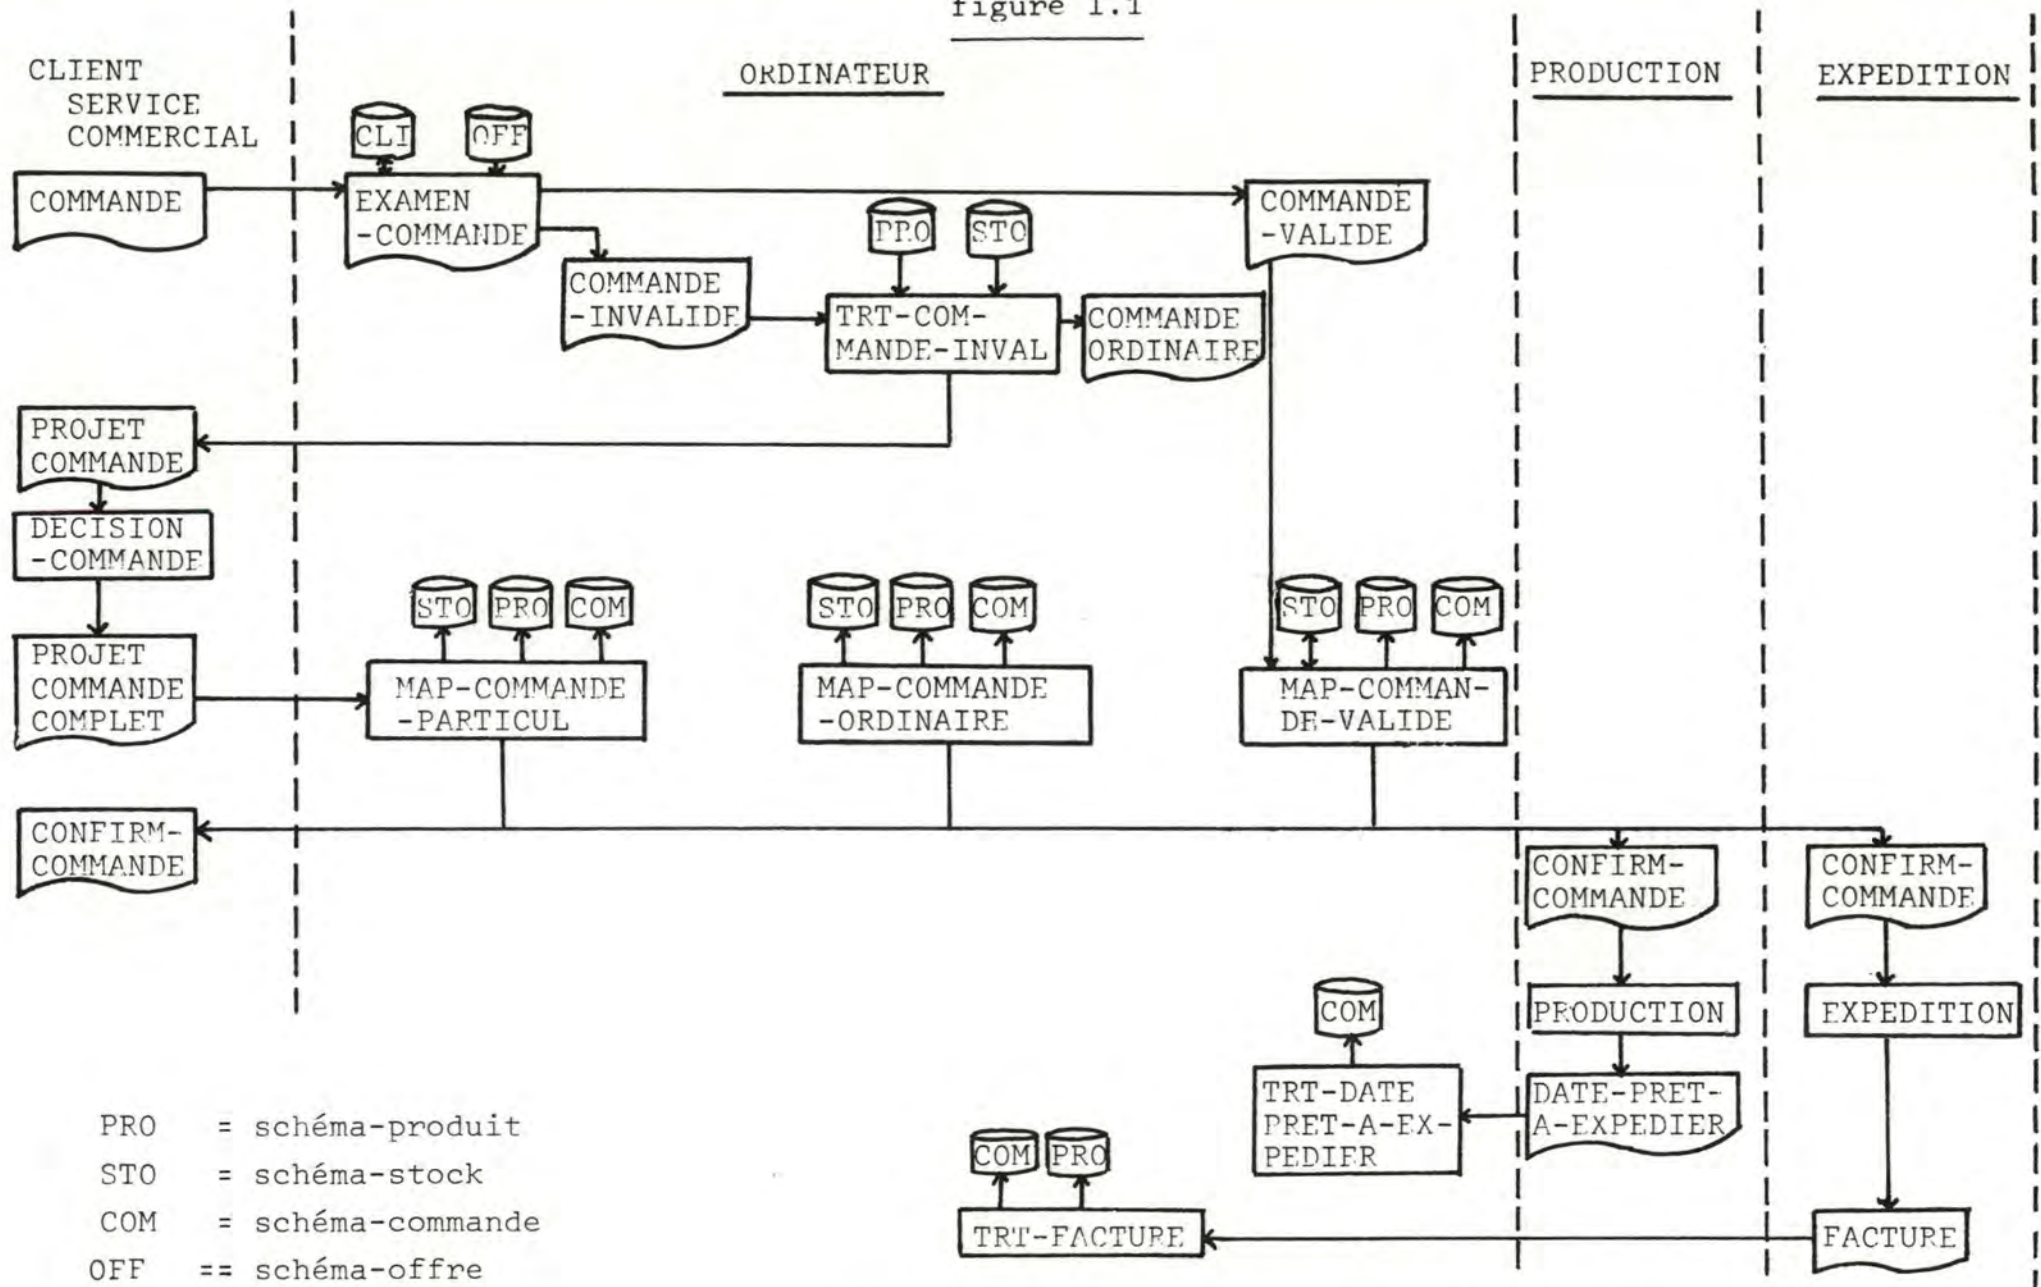 figure 1.1
CLIENT
SERVICE
COMMERCIAL
ORDINATEUR
PRODUCTION
EXPEDITION
CLI
OFF
COMMANDE
EXAMEN
-COMMANDE
COMMANDE
-VALIDE
PRO
STO
COMMANDE
-INVALIDE
TRT-COM-
MANDE-INVAL
COMMANDE
ORDINAIRE
PROJET
COMMANDE
DECISION
-COMMANDE
STO
PRO
COM
STO
PRO
COM
STO
PRO
COM
PROJET
COMMANDE
COMPLET
MAP-COMMANDE
-PARTICUL
MAP-COMMANDE
-ORDINAIRE
MAP-COMMAN-
DE-VALIDE
CONFIRM-
COMMANDE
CONFIRM-
COMMANDE
CONFIRM-
COMMANDE
COM
PRODUCTION
EXPEDITION
TRT-DATE
PRET-A-EX-
PEDIER
DATE-PRET-
A-EXPEDIER
COM
PRO
TRT-FACTURE
FACTURE
PRO = schéma-produit
STO = schéma-stock
COM = schéma-commande
OFF == schéma-offre